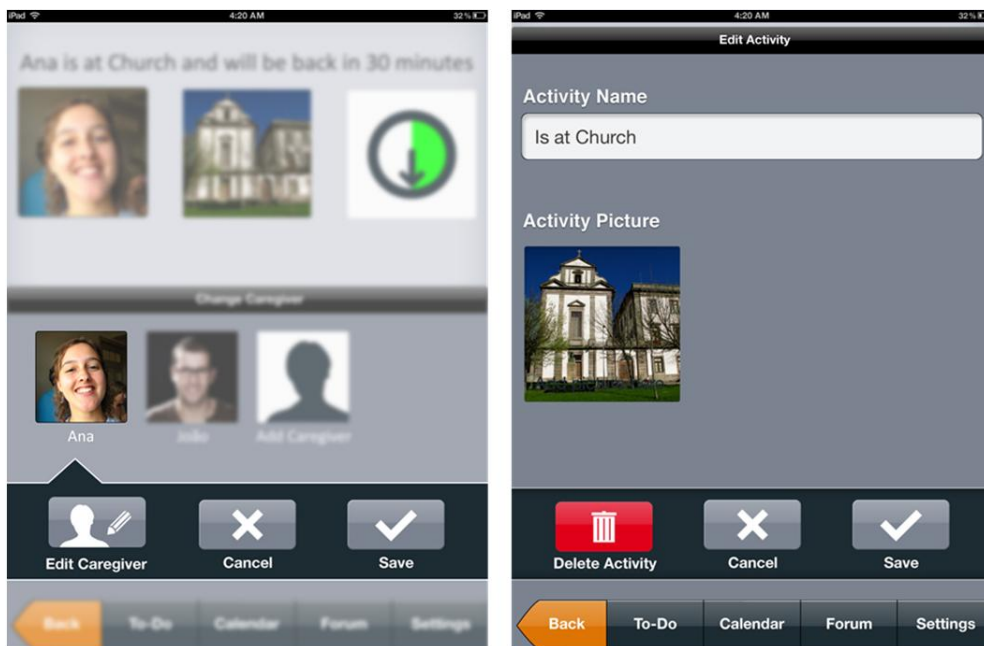 iPad 4:20 AM 32 %
Ana is at Church and will be back in 30 minutes
Change Caregiver
Ana João Add Caregiver
Edit Caregiver Cancel Save
Back To-Do Calendar Forum Settings
iPad 4:20 AM 32 %
Edit Activity
Activity Name
Is at Church
Activity Picture
Delete Activity Cancel Save
Back To-Do Calendar Forum Settings